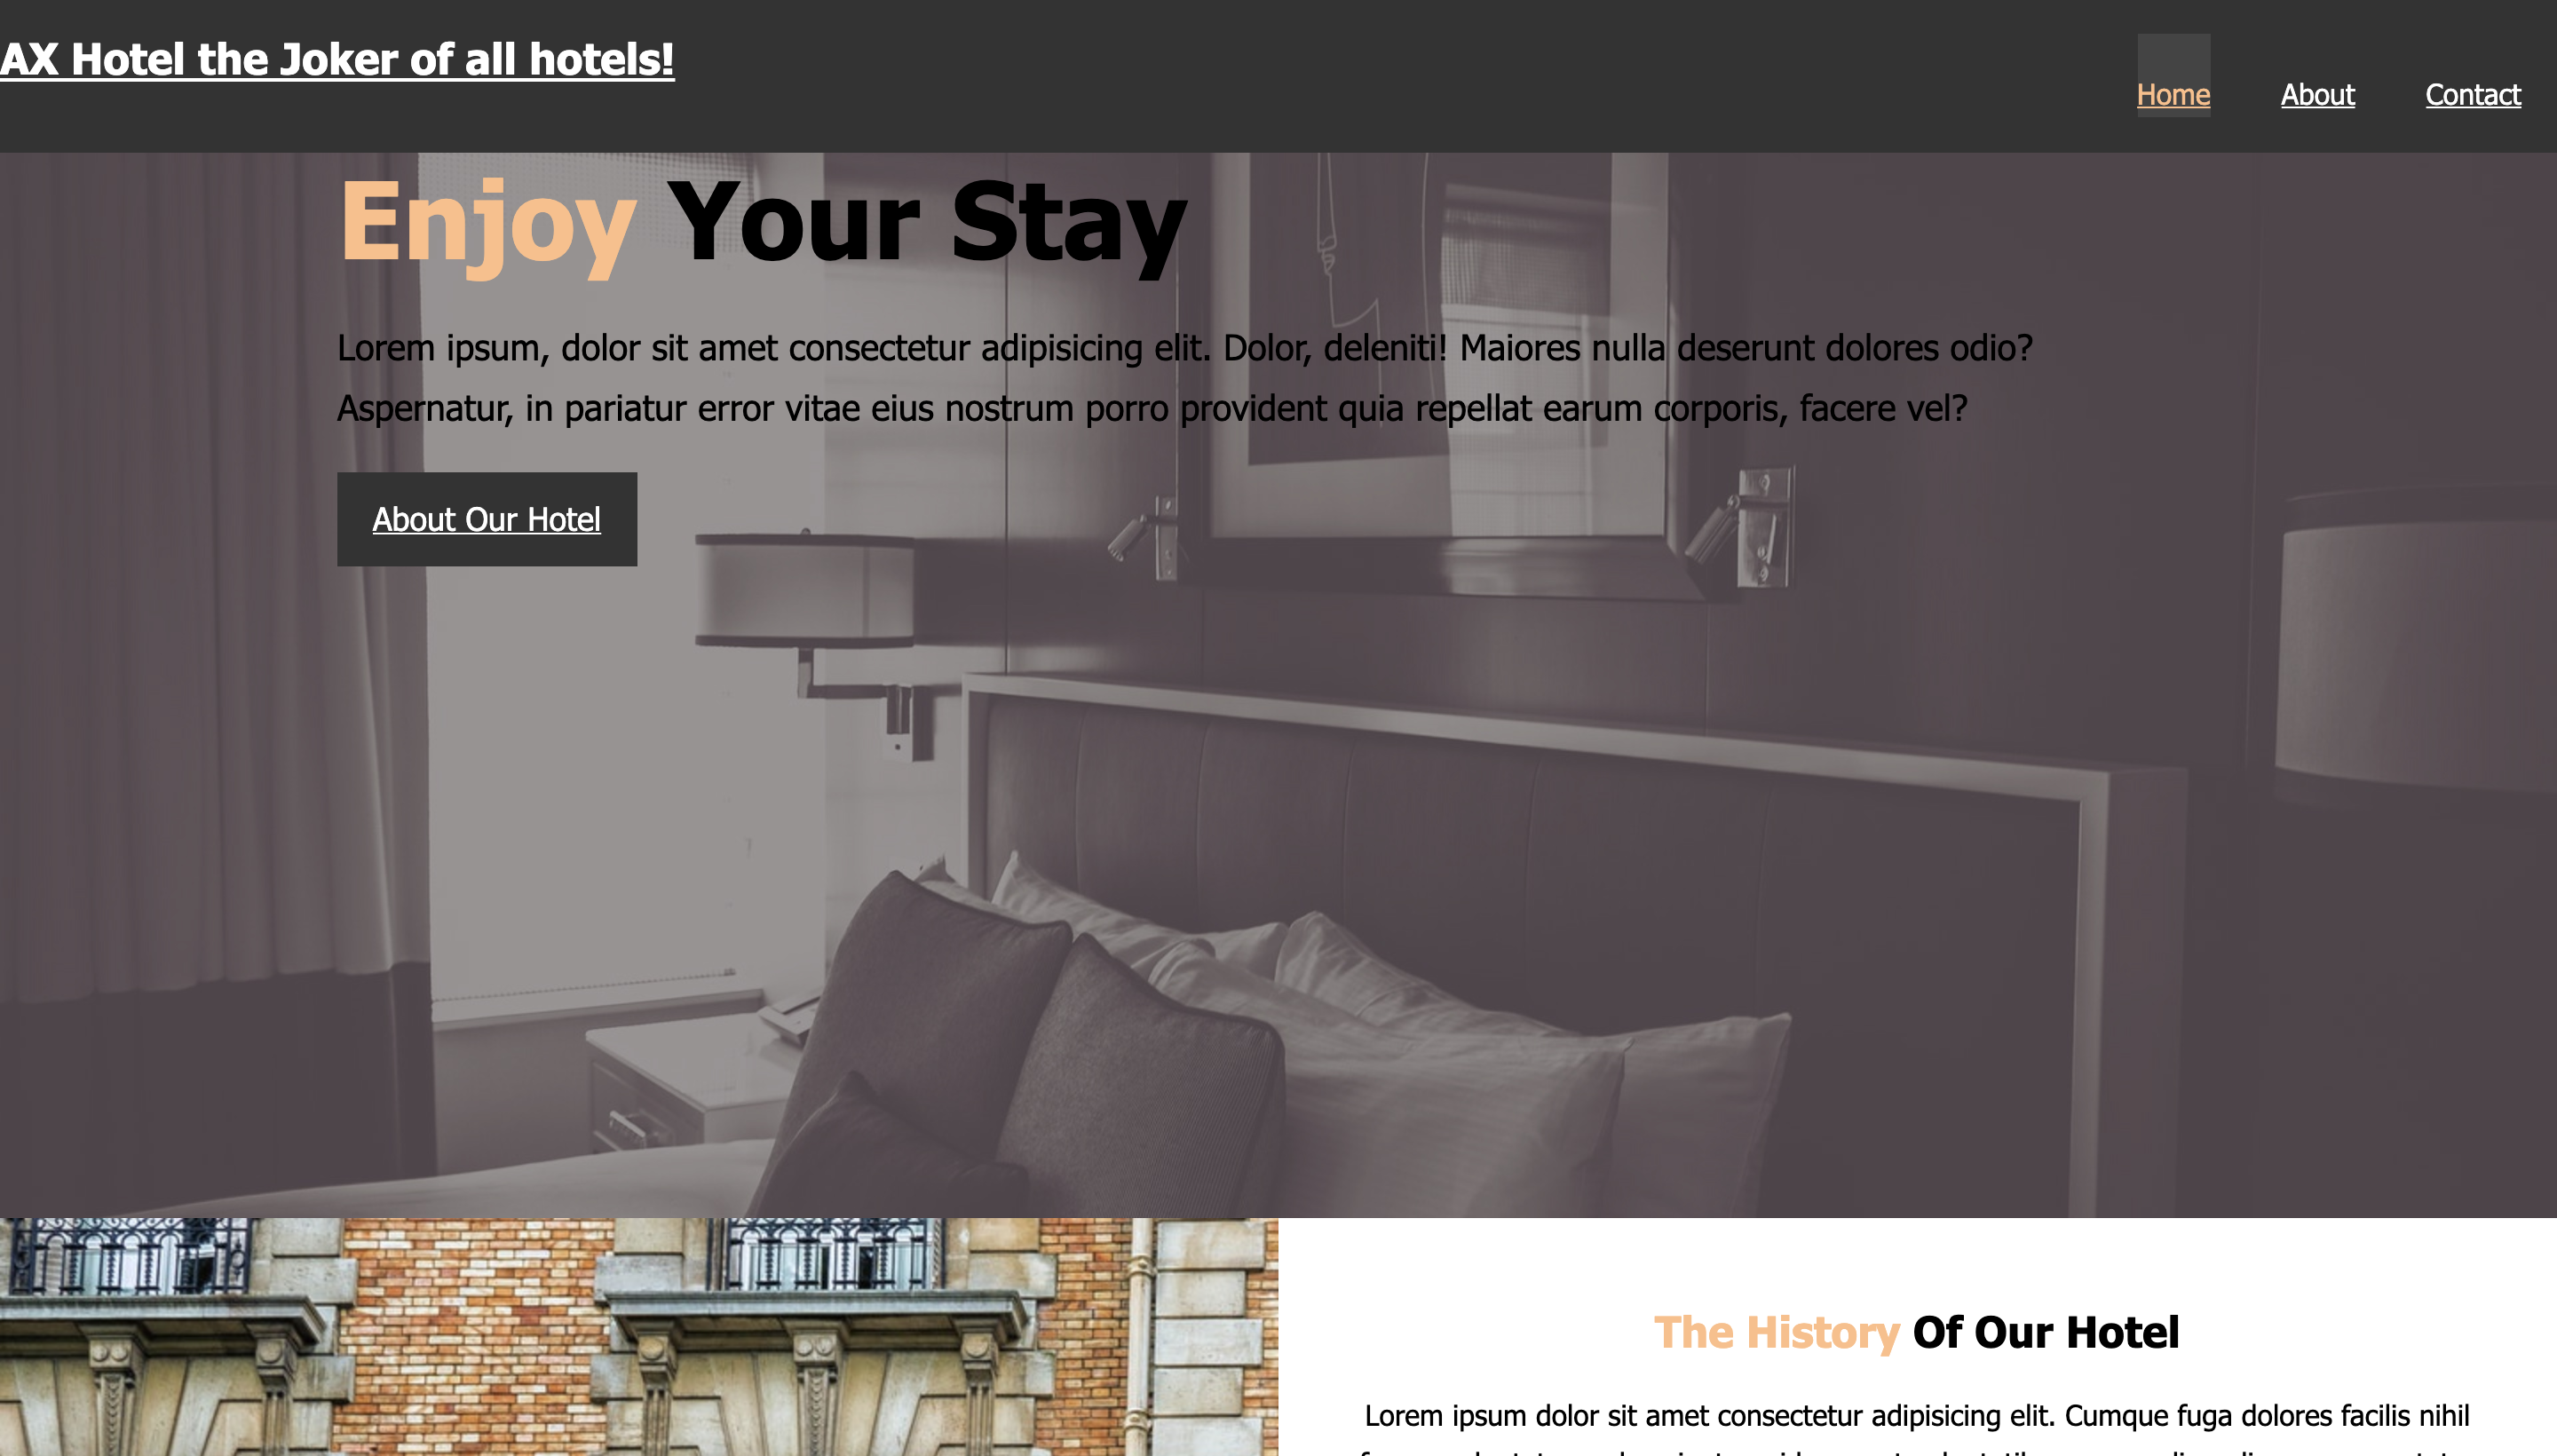 AX Hotel the Joker of all hotels!
Home About Contact
Enjoy Your Stay
Lorem ipsum, dolor sit amet consectetur adipisicing elit. Dolor, deleniti! Maiores nulla deserunt dolores odio?
Aspernatur, in pariatur error vitae eius nostrum porro provident quia repellat earum corporis, facere vel?
About Our Hotel
The History Of Our Hotel
Lorem ipsum dolor sit amet consectetur adipisicing elit. Cumque fuga dolores facilis nihil